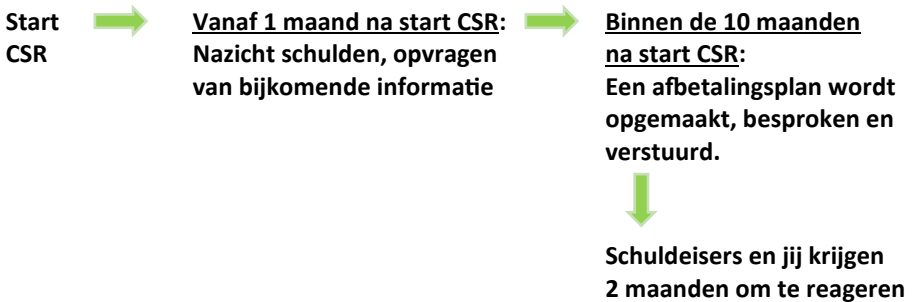 Start
CSR
Vanaf 1 maand na start CSR:
Nazicht schulden, opvragen
van bijkomende informatie
Binnen de 10 maanden
na start CSR:
Een afbetalingsplan wordt
opgemaakt, besproken en
verstuurd.
Schuldeisers en jij krijgen
2 maanden om te reageren